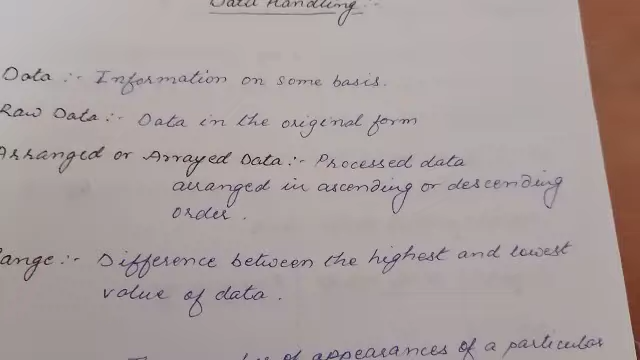 Data Handling :-
Data :- Information on some basis.
Raw Data :- Data in the original form
Arranged or Arrayed Data :- Processed data
arranged in ascending or descending
order.
ange :- Difference between the highest and lowest
value of data.
of appearances of a particular